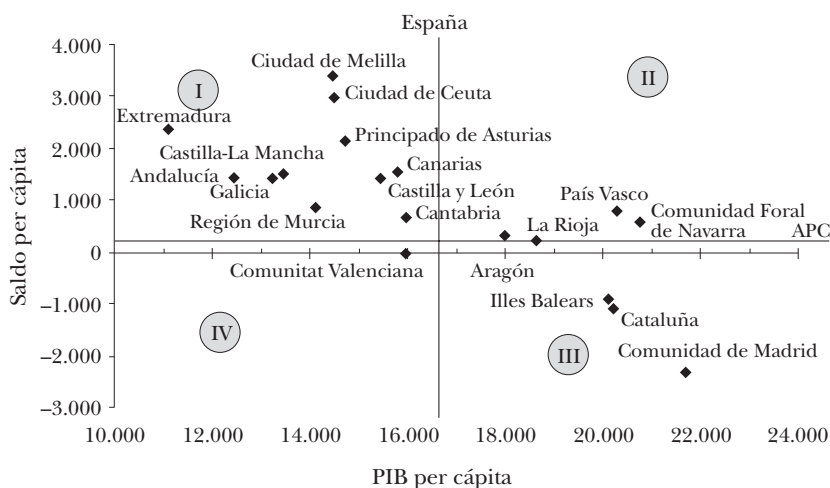 España
4.000
Ciudad de Melilla
I
II
3.000
Ciudad de Ceuta
Extremadura
Principado de Asturias
2.000
Castilla-La Mancha
Canarias
Andalucía
Galicia
Castilla y León
País Vasco
1.000
Región de Murcia
Cantabria
La Rioja
Comunidad Foral
de Navarra
APC
0
Comunitat Valenciana
Aragón
Illes Balears
–1.000
Cataluña
IV
III
Comunidad de Madrid
–2.000
–3.000
Saldo per cápita
10.000 12.000 14.000 16.000 18.000 20.000 22.000 24.000
PIB per cápita